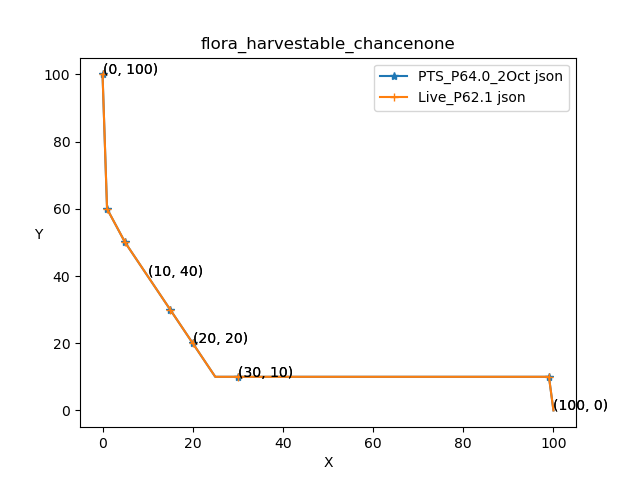 flora_harvestable_chancenone
PTS_P64.0_2Oct json
Live_P62.1 json
(0, 100)
(10, 40)
(20, 20)
(30, 10)
(100, 0)
100
80
60
40
20
0
Y
0 20 40 60 80 100
X